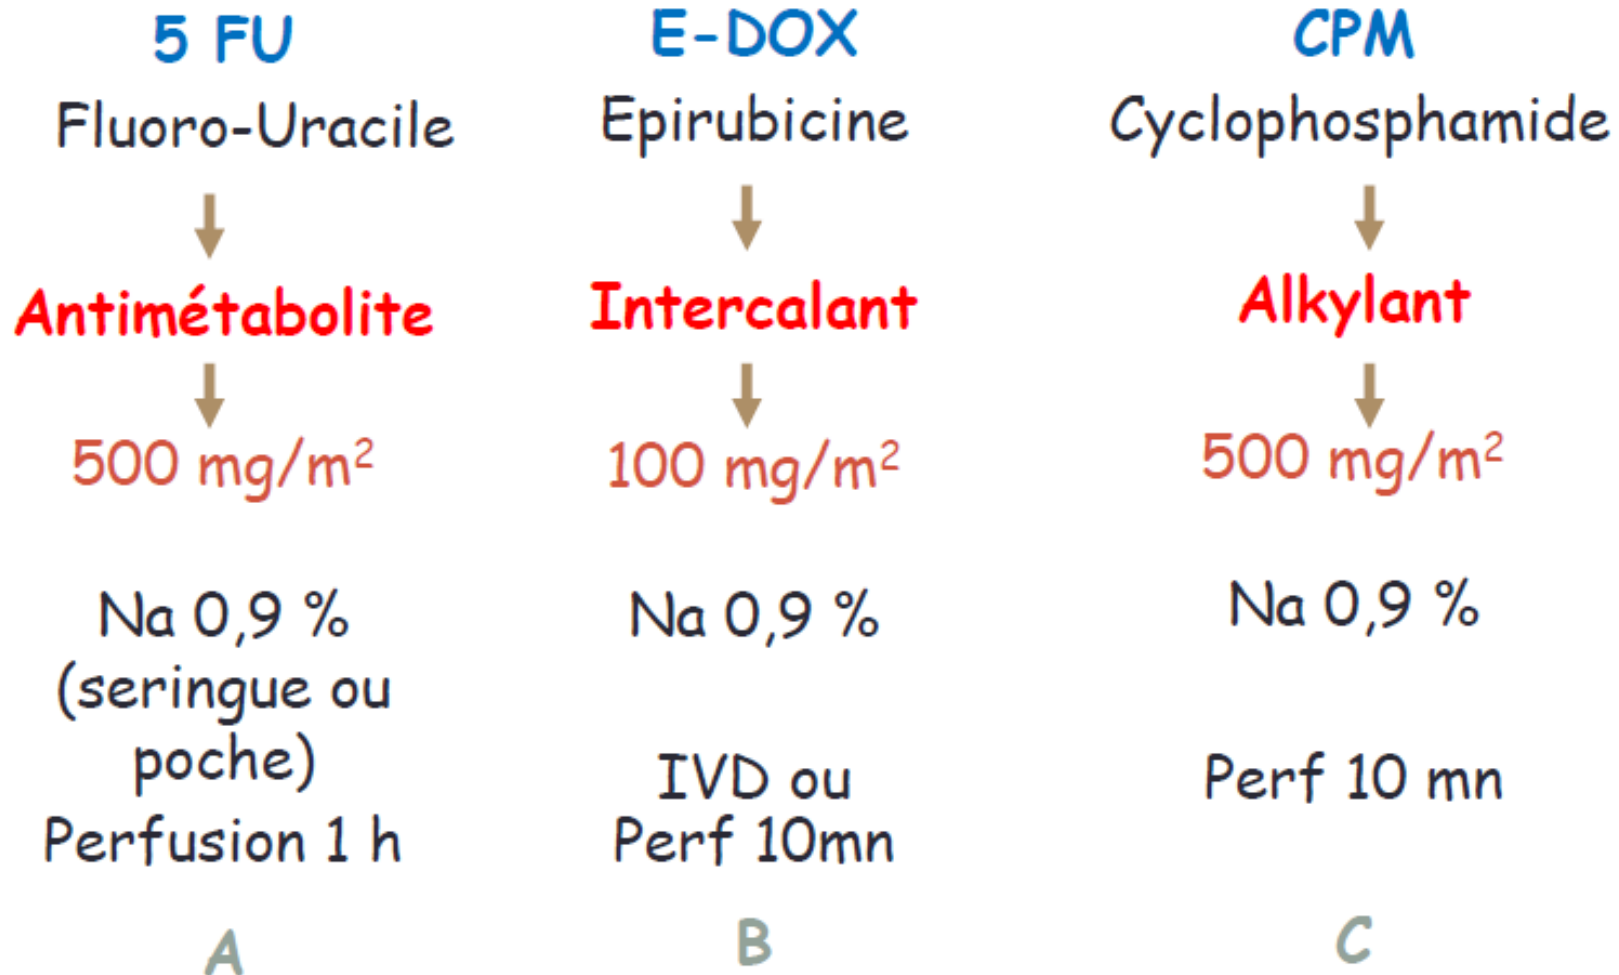 5 FU
Fluoro-Uracile
Antimétabolite
500 mg/m²
Na 0,9 %
(seringue ou
poche)
Perfusion 1 h
A
E-DOX
Epirubicine
Intercalant
100 mg/m²
Na 0,9 %
IVD ou
Perf 10mn
B
CPM
Cyclophosphamide
Alkylant
500 mg/m²
Na 0,9 %
Perf 10 mn
C